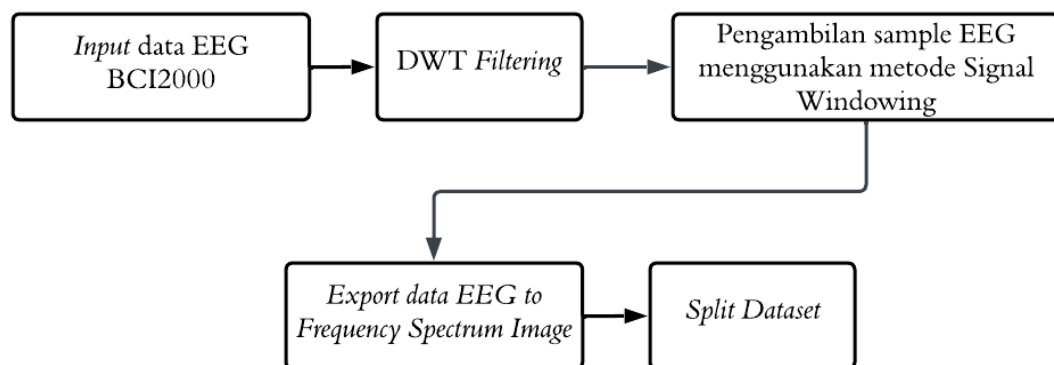 Input data EEG
BCI2000
DWT Filtering
Pengambilan sample EEG
menggunakan metode Signal
Windowing
Export data EEG to
Frequency Spectrum Image
Split Dataset